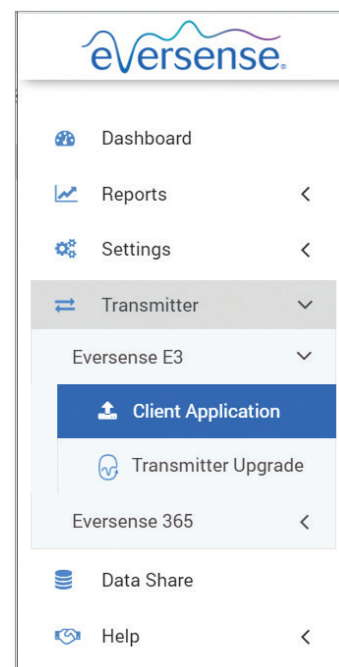 eversense®
Dashboard
Reports
Settings
Transmitter
Eversense E3
Client Application
Transmitter Upgrade
Eversense 365
Data Share
Help